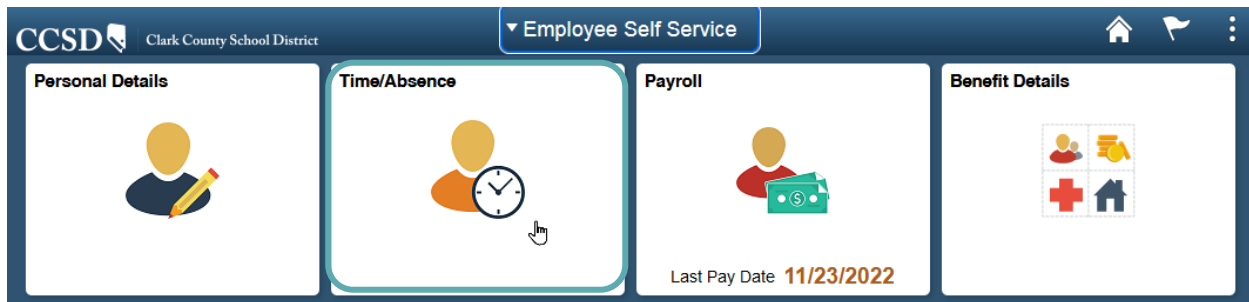 CCSD Clark County School District
Employee Self Service
Personal Details
Time/Absence
Payroll
Benefit Details
$
Last Pay Date 11/23/2022